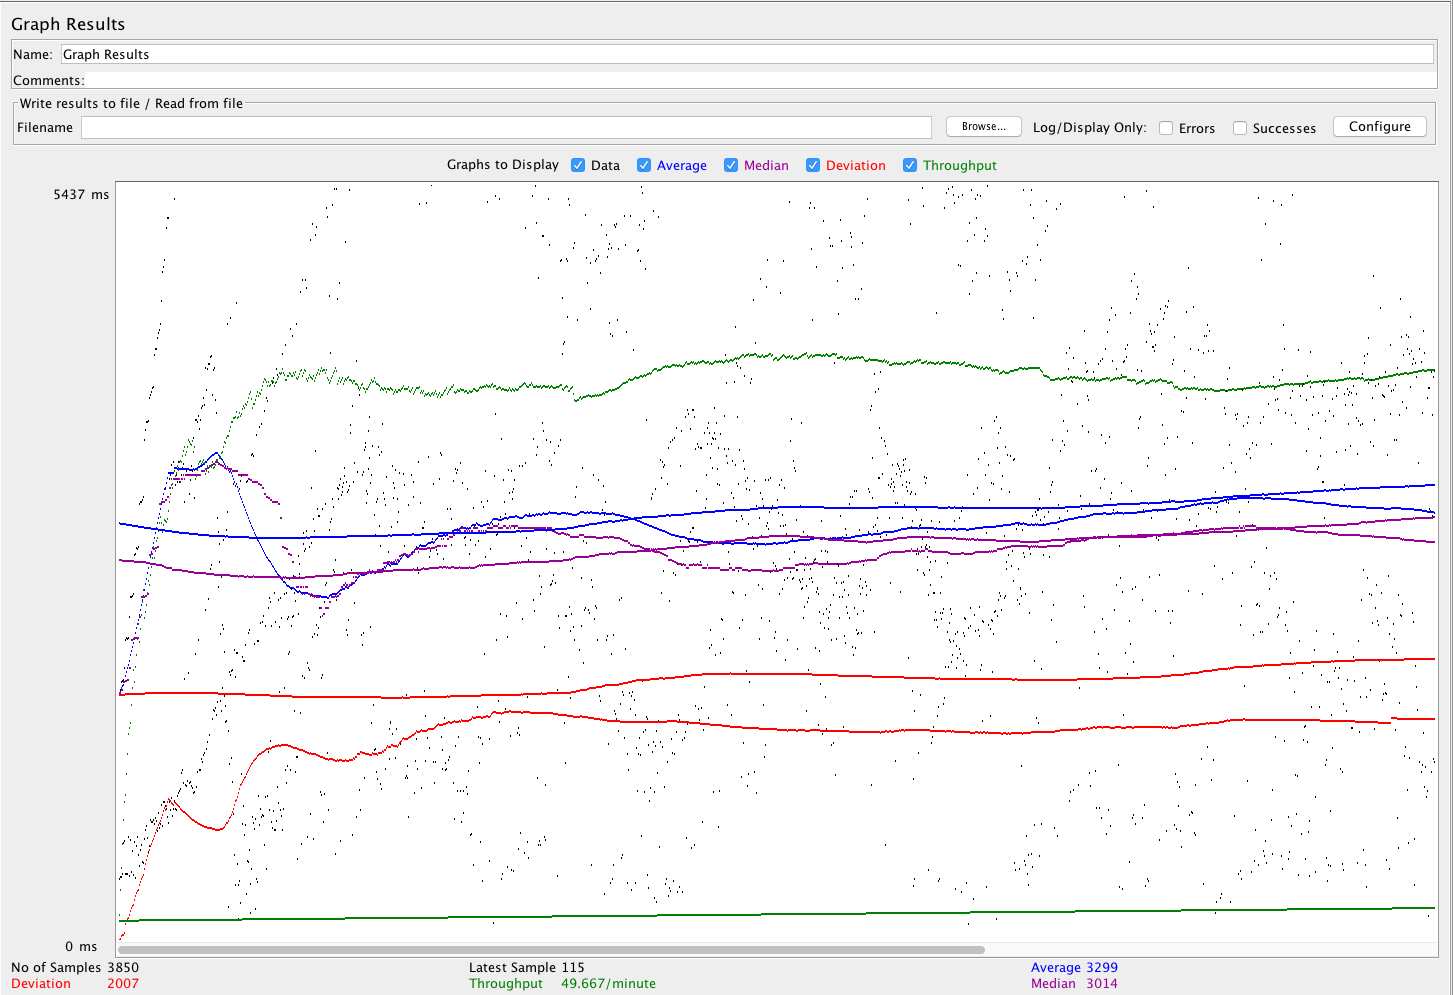 Graph Results
Name: Graph Results
Comments:
Write results to file / Read from file
Filename Browse... Log/Display Only: Errors Successes Configure
Graphs to Display Data Average Median Deviation Throughput
5437 ms
0 ms
No of Samples 3850 Latest Sample 115 Average 3299
Deviation 2007 Throughput 49.667/minute Median 3014